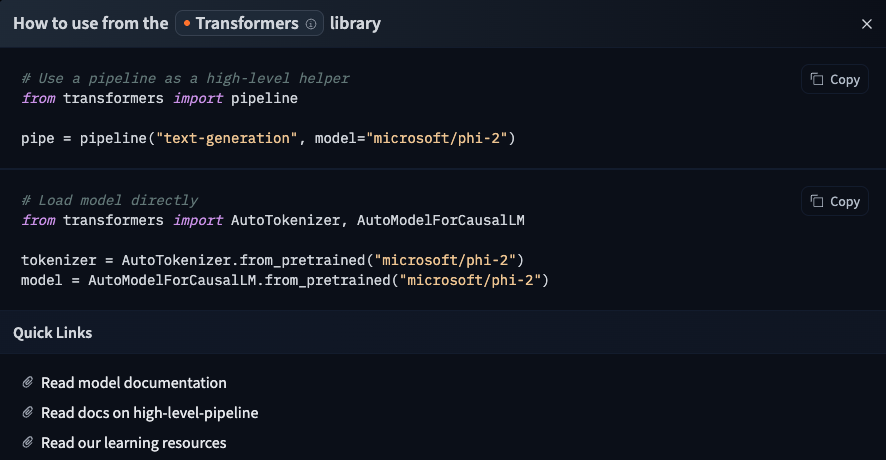 How to use from the Transformers library
# Use a pipeline as a high-level helper
Copy
from transformers import pipeline
pipe = pipeline("text-generation", model="microsoft/phi-2")
# Load model directly
Copy
from transformers import AutoTokenizer, AutoModelForCausalLM
tokenizer = AutoTokenizer.from_pretrained("microsoft/phi-2")
model = AutoModelForCausalLM.from_pretrained("microsoft/phi-2")
Quick Links
Read model documentation
Read docs on high-level-pipeline
Read our learning resources